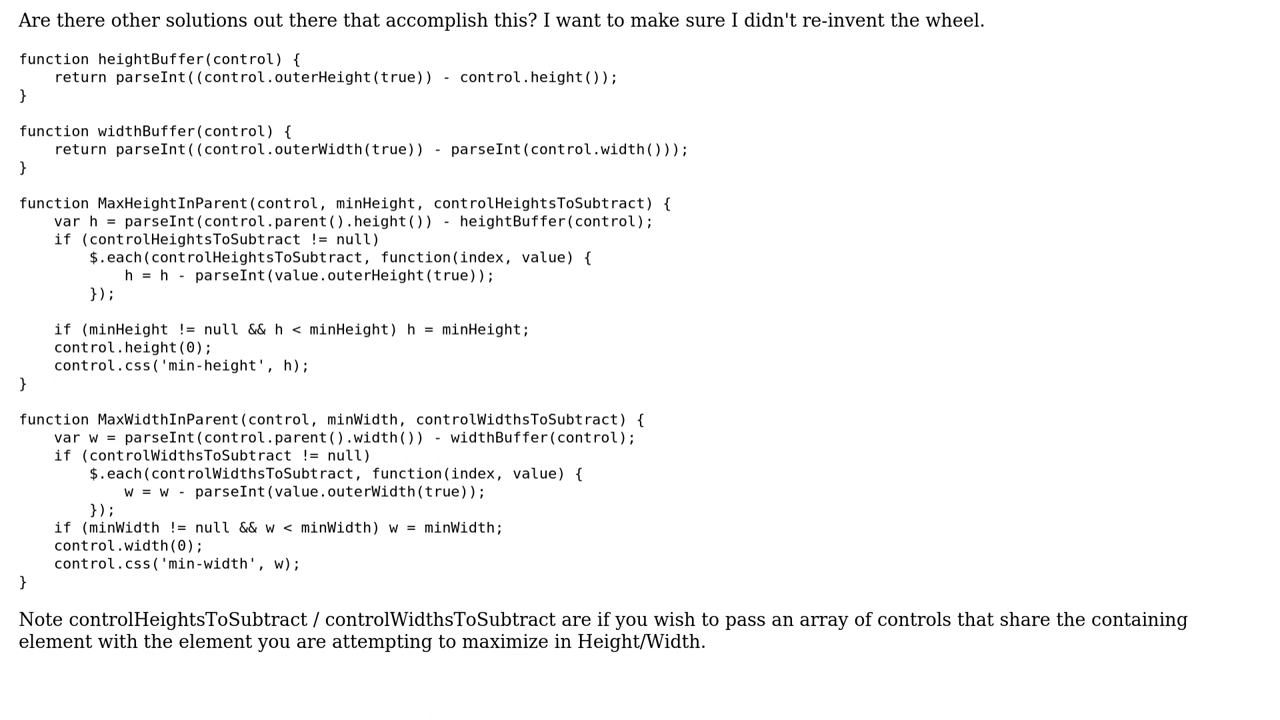 Are there other solutions out there that accomplish this? I want to make sure I didn't re-invent the wheel.
function heightBuffer(control) {
    return parseInt((control.outerHeight(true)) - control.height());
}
function widthBuffer(control) {
    return parseInt((control.outerWidth(true)) - parseInt(control.width()));
}
function MaxHeightInParent(control, minHeight, controlHeightsToSubtract) {
    var h = parseInt(control.parent().height()) - heightBuffer(control);
    if (controlHeightsToSubtract != null)
        $.each(controlHeightsToSubtract, function(index, value) {
            h = h - parseInt(value.outerHeight(true));
        });
    if (minHeight != null && h < minHeight) h = minHeight;
    control.height(0);
    control.css('min-height', h);
}
function MaxWidthInParent(control, minWidth, controlWidthsToSubtract) {
    var w = parseInt(control.parent().width()) - widthBuffer(control);
    if (controlWidthsToSubtract != null)
        $.each(controlWidthsToSubtract, function(index, value) {
            w = w - parseInt(value.outerWidth(true));
        });
    if (minWidth != null && w < minWidth) w = minWidth;
    control.width(0);
    control.css('min-width', w);
}
Note controlHeightsToSubtract / controlWidthsToSubtract are if you wish to pass an array of controls that share the containing
element with the element you are attempting to maximize in Height/Width.